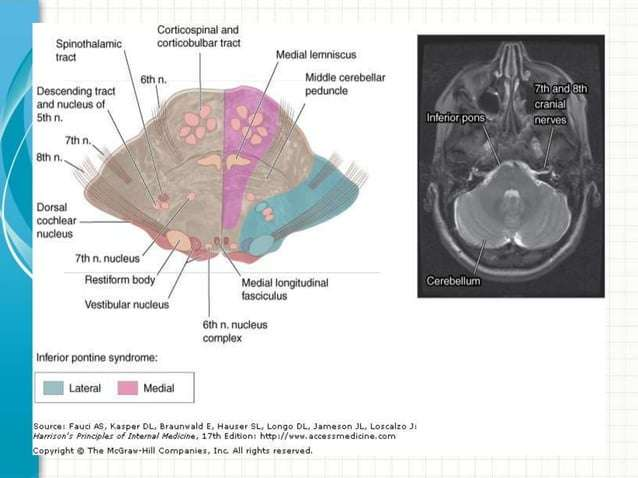 Corticospinal and
corticobulbar tract
Spinothalamic
tract
Medial lemniscus
6th n.
Middle cerebellar
peduncle
Descending tract
and nucleus of
5th n.
7th n.
8th n.
Dorsal
cochlear
nucleus
7th n. nucleus
Restiform body
Vestibular nucleus
Medial longitudinal
fasciculus
6th n. nucleus
complex
7th and 8th
cranial
nerves
Inferior pons
Cerebellum
Inferior pontine syndrome:
Lateral
Medial
Source: Fauci AS, Kasper DL, Braunwald E, Hauser SL, Longo DL, Jameson JL, Loscalzo J:
Harrison's Principles of Internal Medicine, 17th Edition: http://www.accessmedicine.com
Copyright © The McGraw-Hill Companies, Inc. All rights reserved.